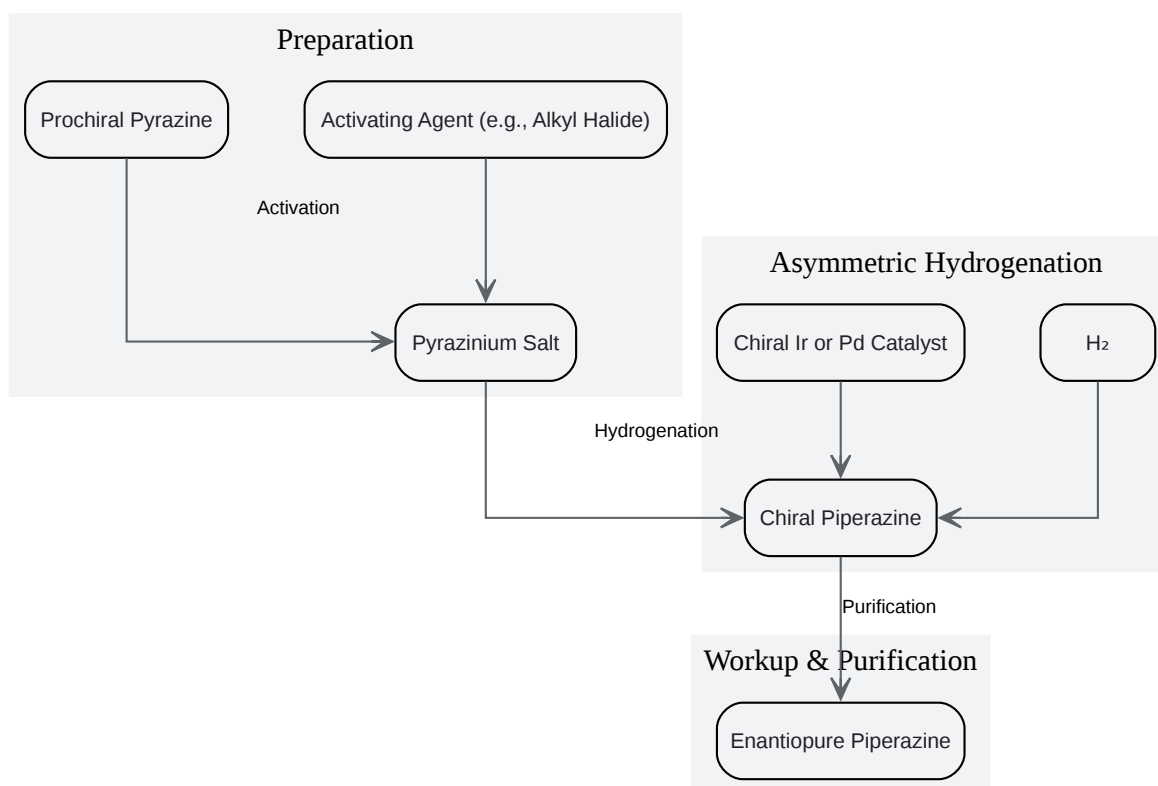 Preparation
Prochiral Pyrazine
Activating Agent (e.g., Alkyl Halide)
Activation
Pyrazinium Salt
Asymmetric Hydrogenation
Chiral Ir or Pd Catalyst
H₂
Hydrogenation
Chiral Piperazine
Purification
Workup & Purification
Enantiopure Piperazine